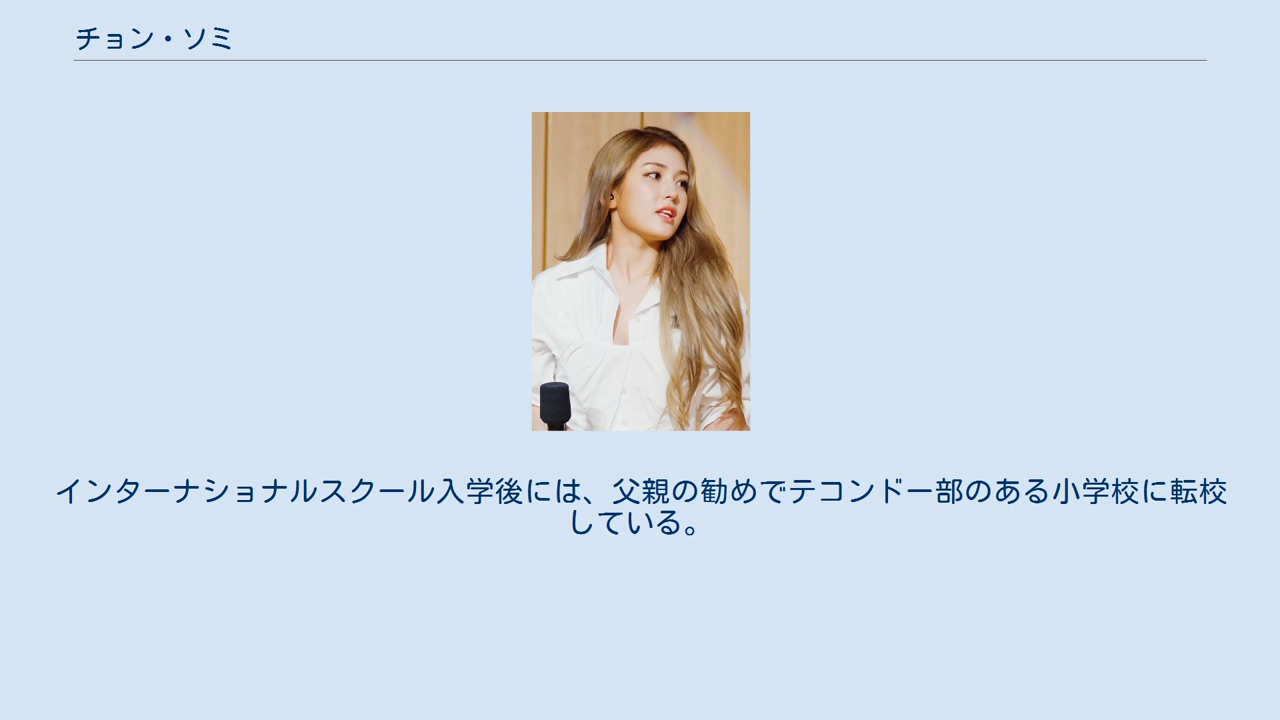 チョン・ソミ
インターナショナルスクール入学後には、父親の勧めでテコンドー部のある小学校に転校
している。